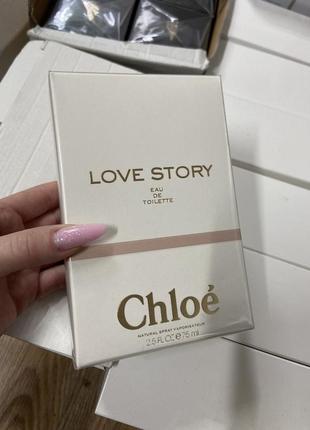 LOVE STORY
EAU
DE
TOILETTE
Chloé
NATURAL SPRAY VAPORISATEUR
2.5 FL.OZ ℮ 75 ml